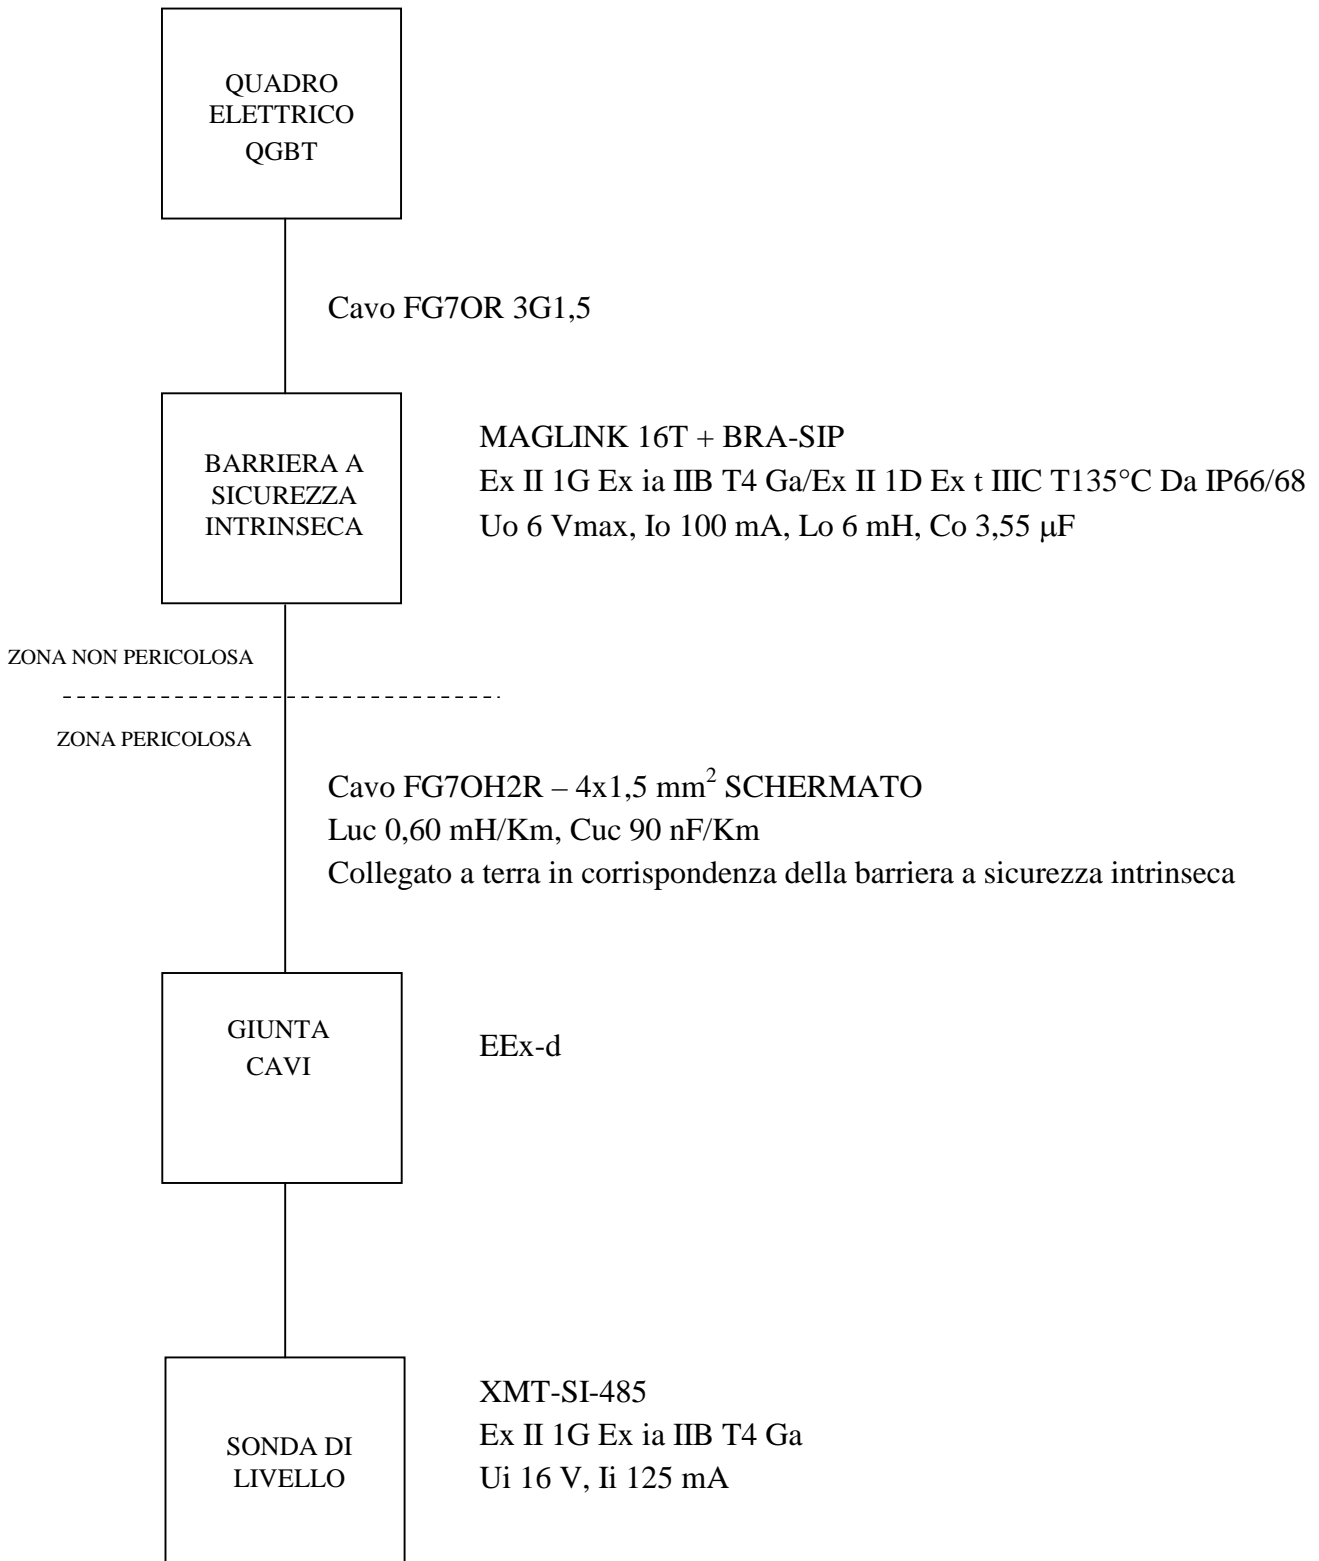 QUADRO
ELETTRICO
QGBT
Cavo FG7OR 3G1,5
BARRIERA A
SICUREZZA
INTRINSECA
MAGLINK 16T + BRA-SIP
Ex II 1G Ex ia IIB T4 Ga/Ex II 1D Ex t IIIC T135°C Da IP66/68
Uo 6 Vmax, Io 100 mA, Lo 6 mH, Co 3,55 μF
ZONA NON PERICOLOSA
ZONA PERICOLOSA
Cavo FG7OH2R – 4x1,5 mm² SCHERMATO
Luc 0,60 mH/Km, Cuc 90 nF/Km
Collegato a terra in corrispondenza della barriera a sicurezza intrinseca
GIUNTA
CAVI
EEx-d
XMT-SI-485
Ex II 1G Ex ia IIB T4 Ga
Ui 16 V, Ii 125 mA
SONDA DI
LIVELLO